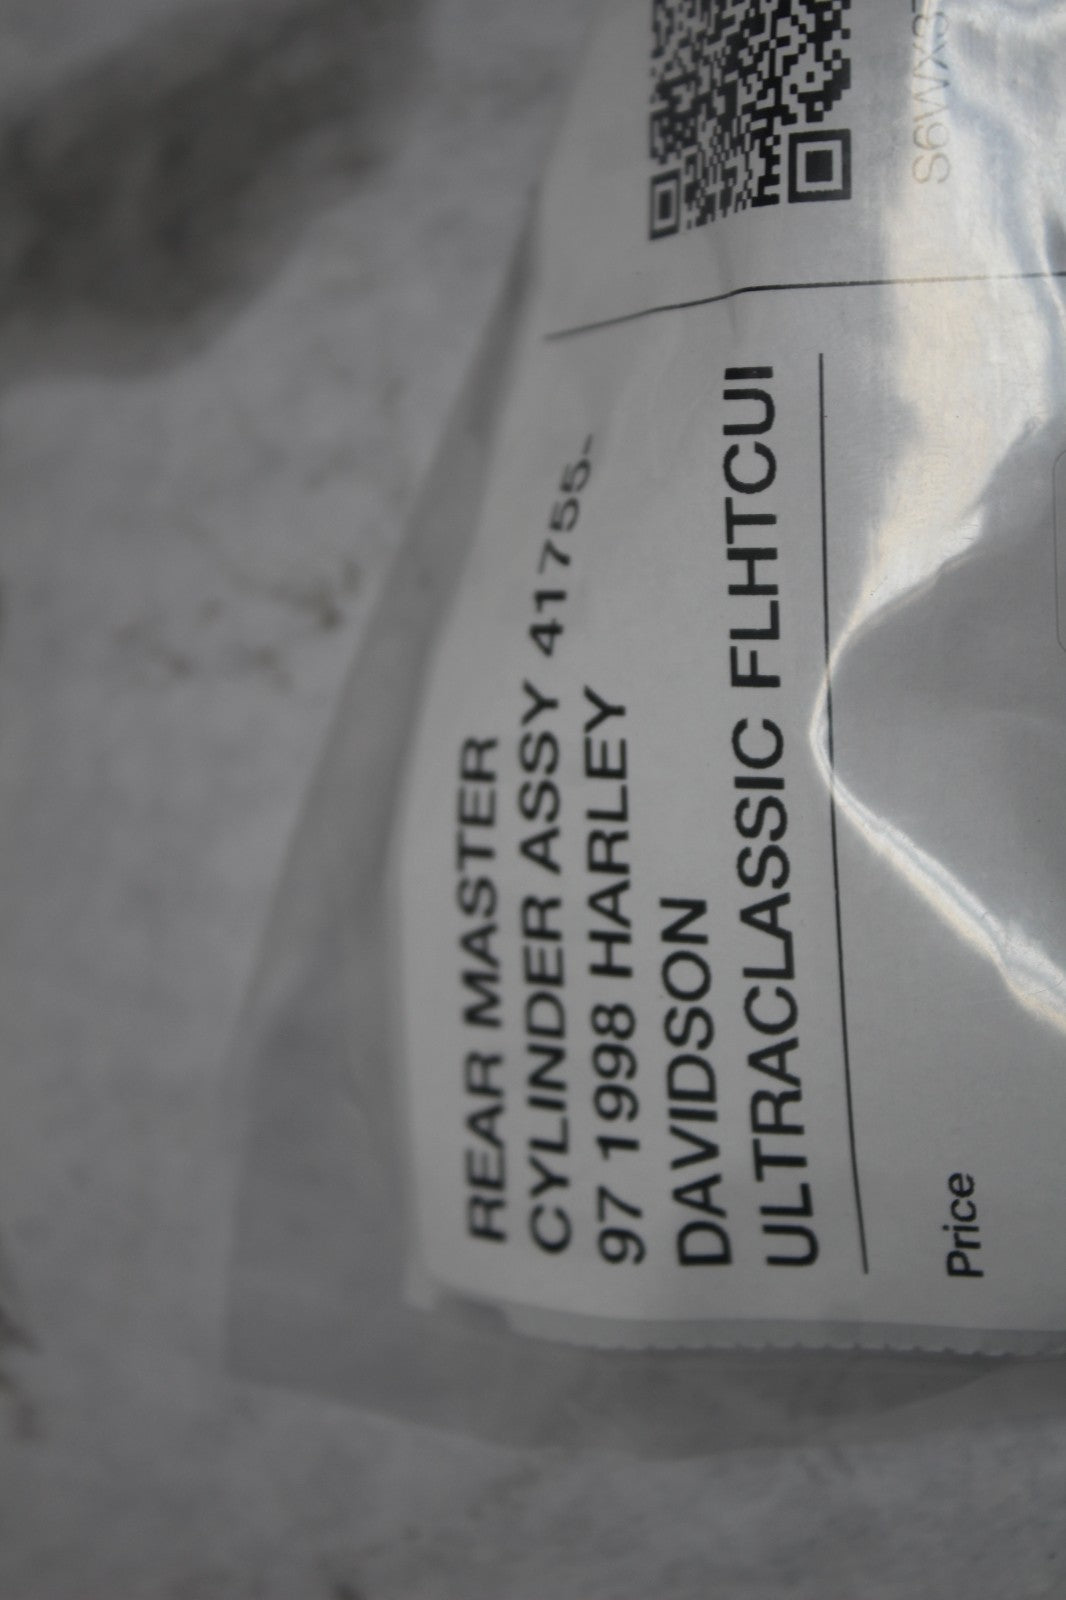 REAR MASTER
CYLINDER ASSY 41755-
97 1998 HARLEY
DAVIDSON
ULTRACLASSIC FLHTCUI
Price